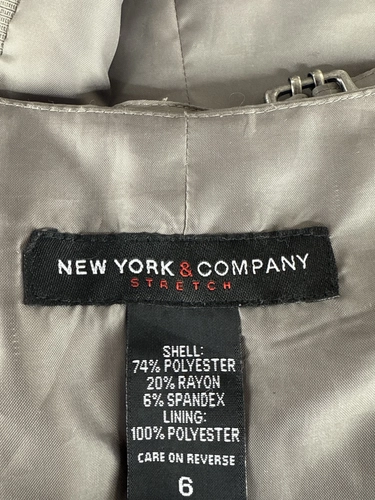 NEW YORK & COMPANY
STRETCH
SHELL:
74% POLYESTER
20% RAYON
6% SPANDEX
LINING:
100% POLYESTER
CARE ON REVERSE
6